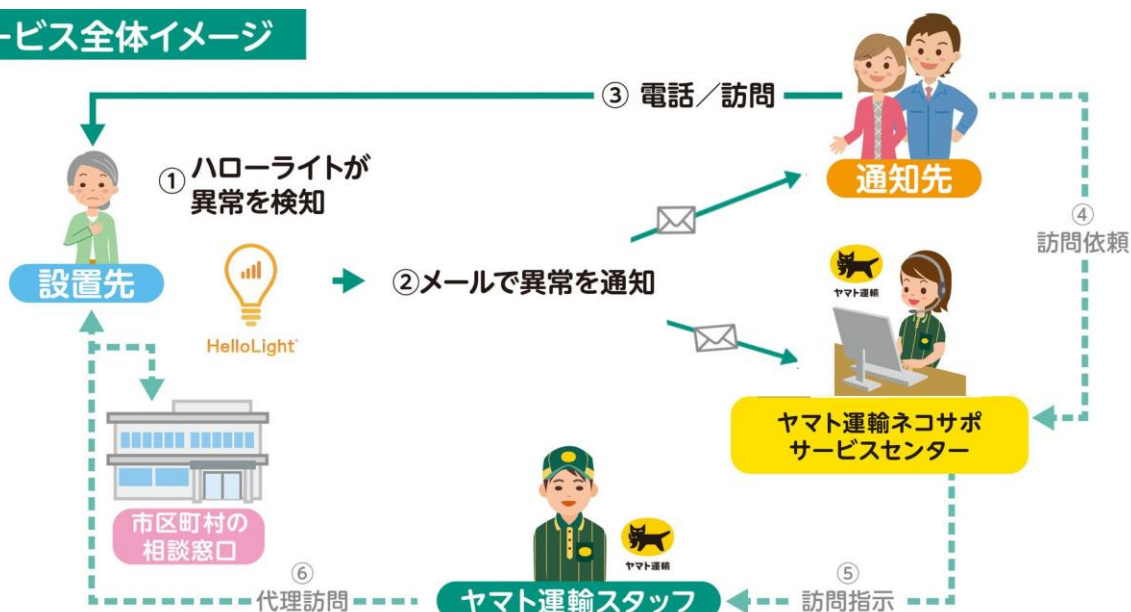 ービス全体イメージ
③ 電話／訪問
① ハローライトが
異常を検知
通知先
④
訪問依頼
設置先
HelloLight
②メールで異常を通知
ヤマト運輸
ヤマト運輸ネコサポ
サービスセンター
市区町村の
相談窓口
ヤマト運輸
⑥
代理訪問
ヤマト運輸スタッフ
⑤
訪問指示